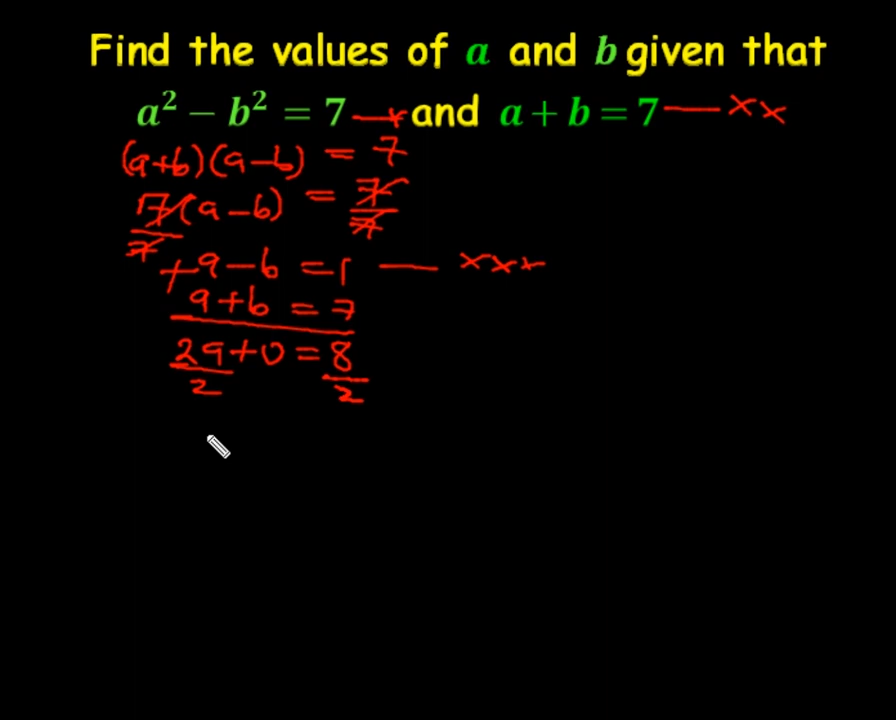 Find the values of a and b given that
a² − b² = 7 — x and a + b = 7 — x x
(a+b)(a−b) = 7
7(a−b)/7 = 7/7
+ a−b = 1 — x x x
a+b = 7
2a+0 = 8
2 2